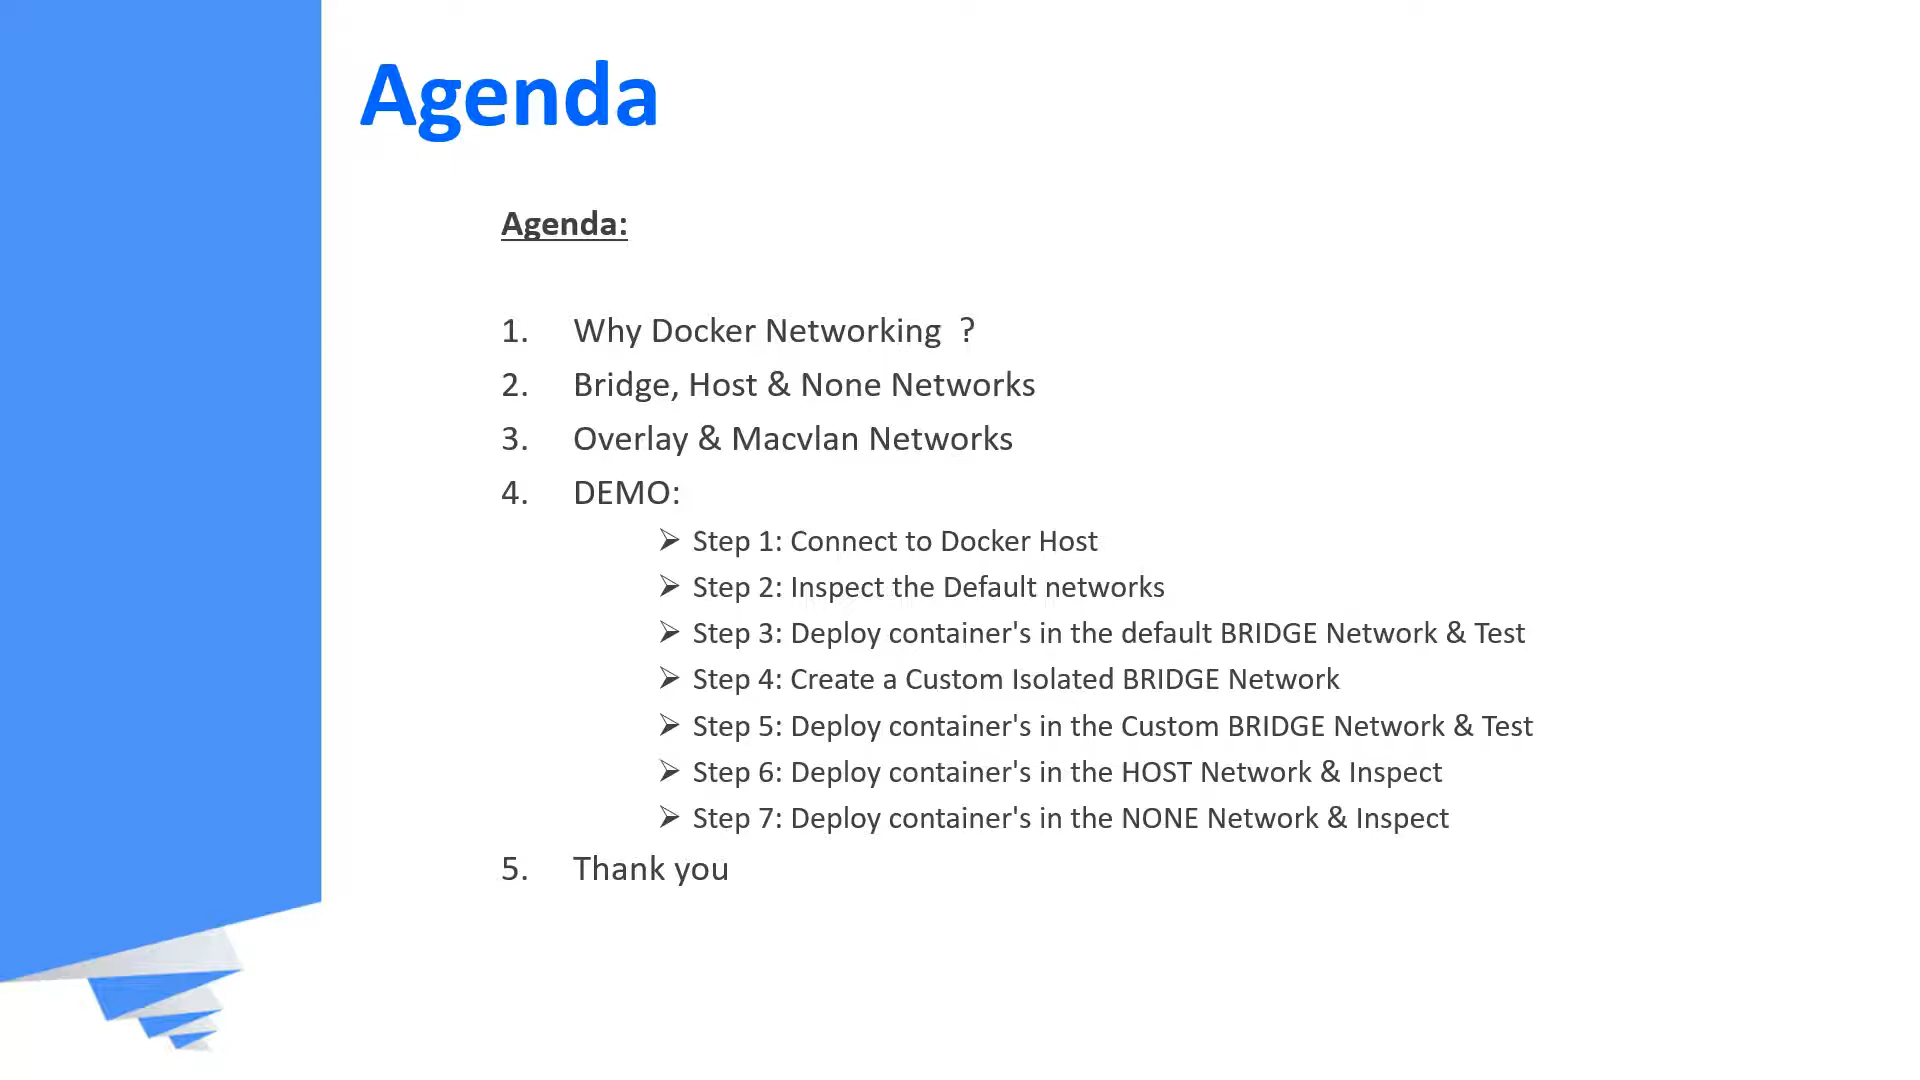 Agenda
Agenda:
1. Why Docker Networking ?
2. Bridge, Host & None Networks
3. Overlay & Macvlan Networks
4. DEMO:
➢ Step 1: Connect to Docker Host
➢ Step 2: Inspect the Default networks
➢ Step 3: Deploy container's in the default BRIDGE Network & Test
➢ Step 4: Create a Custom Isolated BRIDGE Network
➢ Step 5: Deploy container's in the Custom BRIDGE Network & Test
➢ Step 6: Deploy container's in the HOST Network & Inspect
➢ Step 7: Deploy container's in the NONE Network & Inspect
5. Thank you